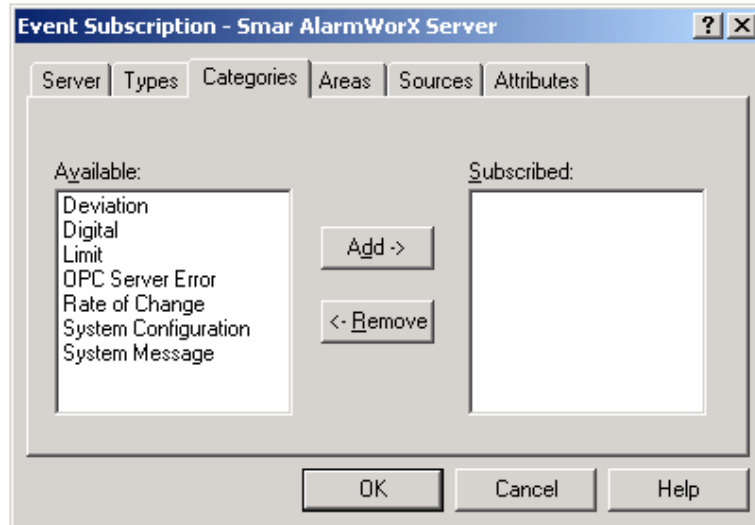 Event Subscription - Smar AlarmWorX Server
Server Types Categories Areas Sources Attributes
Available:
Deviation
Digital
Limit
OPC Server Error
Rate of Change
System Configuration
System Message
Add ->
<- Remove
Subscribed:
OK Cancel Help